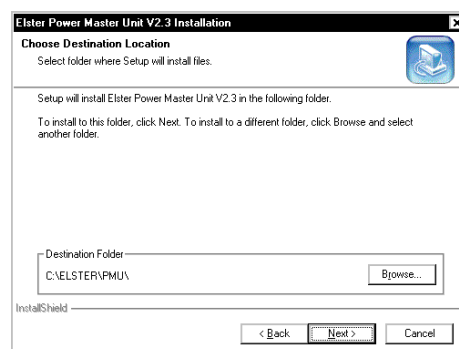 Elster Power Master Unit V2.3 Installation
Choose Destination Location
Select folder where Setup will install files.
Setup will install Elster Power Master Unit V2.3 in the following folder.
To install to this folder, click Next. To install to a different folder, click Browse and select
another folder.
Destination Folder
C:\ELSTER\PMU\
Browse...
InstallShield
< Back
Next >
Cancel